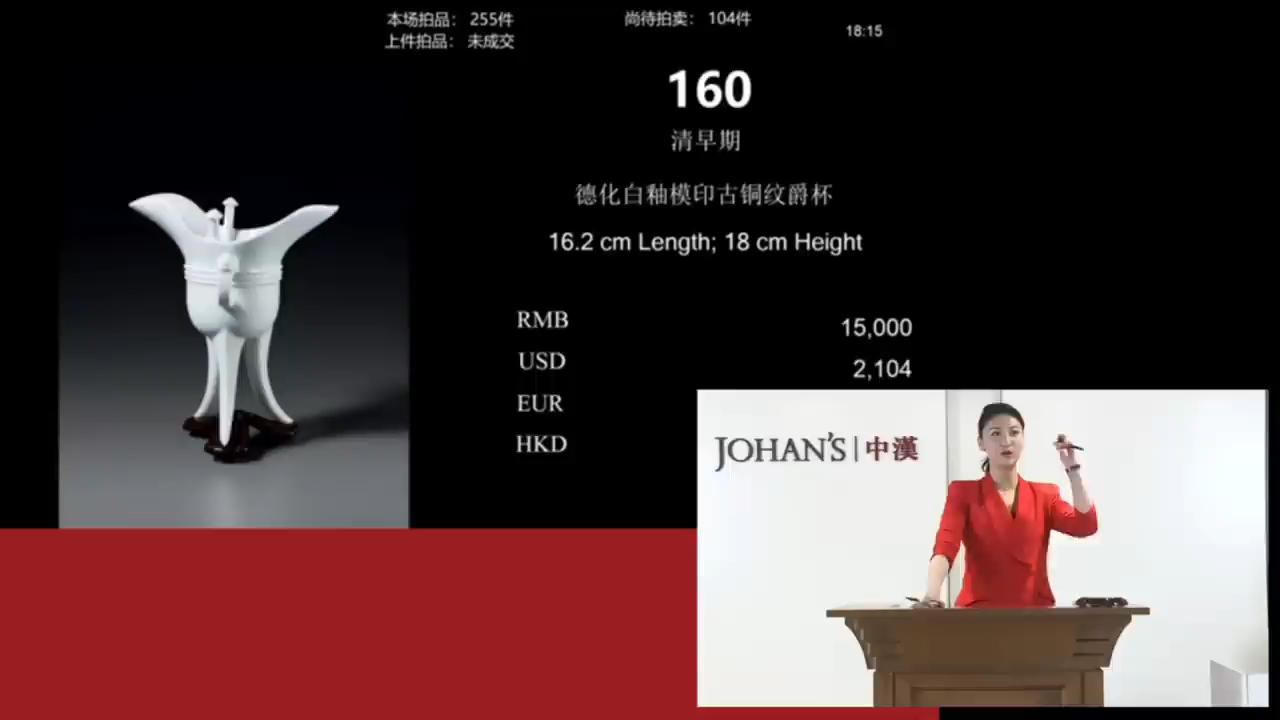 本场拍品： 255件
尚待拍卖： 104件
上件拍品： 未成交
18:15
160
清早期
德化白釉模印古铜纹爵杯
16.2 cm Length; 18 cm Height
RMB 15,000
USD 2,104
EUR
HKD
JOHAN'S | 中漢